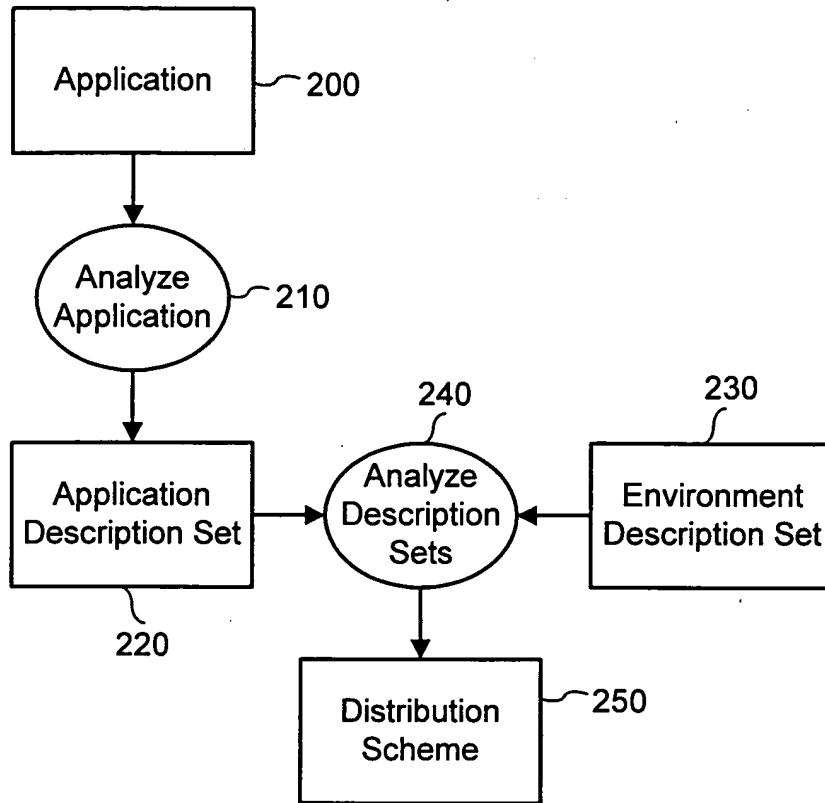 Application
200
Analyze
Application
210
240
230
Application
Description Set
Analyze
Description
Sets
Environment
Description Set
220
Distribution
Scheme
250